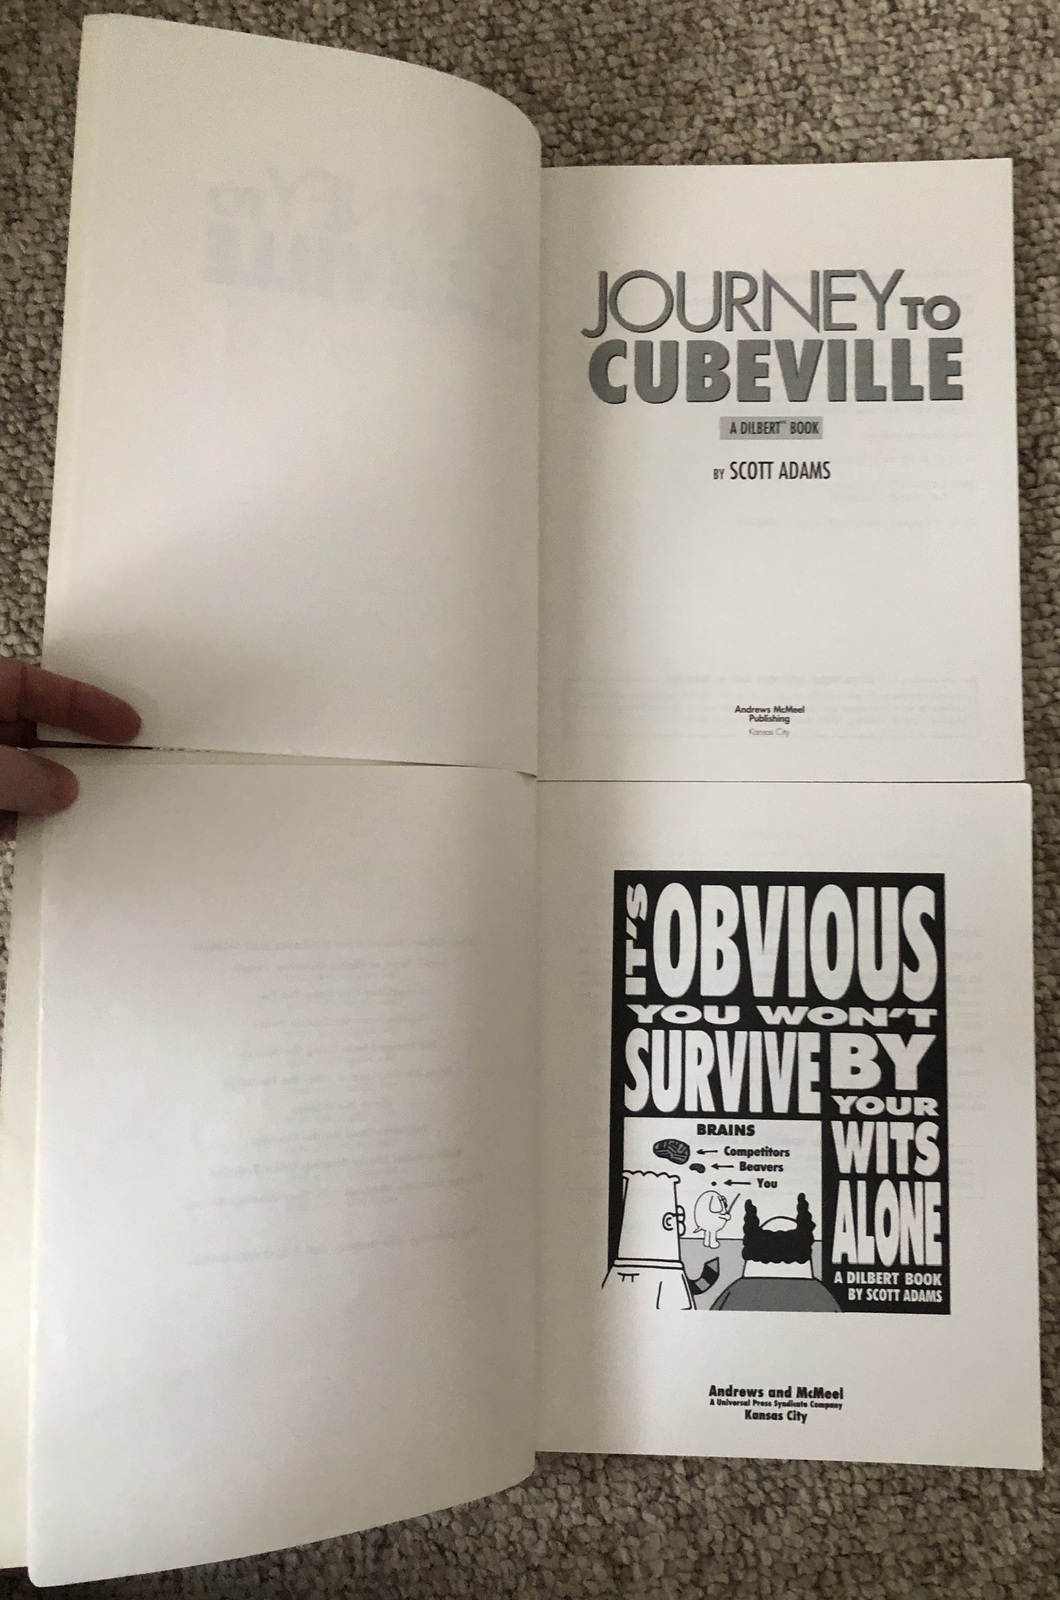 JOURNEY TO
CUBEVILLE
A DILBERT™ BOOK
BY SCOTT ADAMS
Andrews McMeel
Publishing
Kansas City
IT'S OBVIOUS
YOU WON'T
SURVIVE BY
YOUR
WITS
ALONE
BRAINS
Competitors
Beavers
You
A DILBERT BOOK
BY SCOTT ADAMS
Andrews and McMeel
A Universal Press Syndicate Company
Kansas City